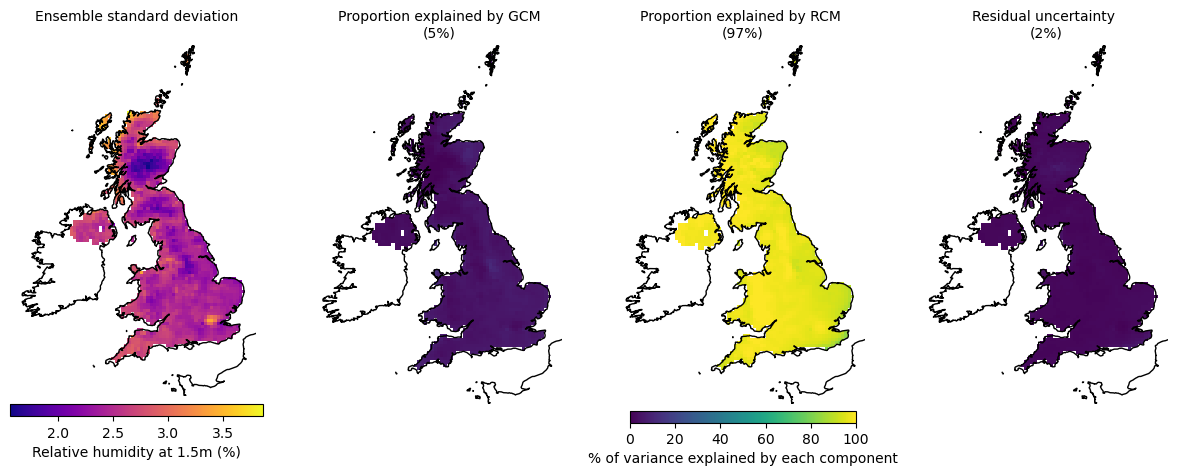 Ensemble standard deviation
Proportion explained by GCM
(5%)
Proportion explained by RCM
(97%)
Residual uncertainty
(2%)
2.0 2.5 3.0 3.5
Relative humidity at 1.5m (%)
0 20 40 60 80 100
% of variance explained by each component